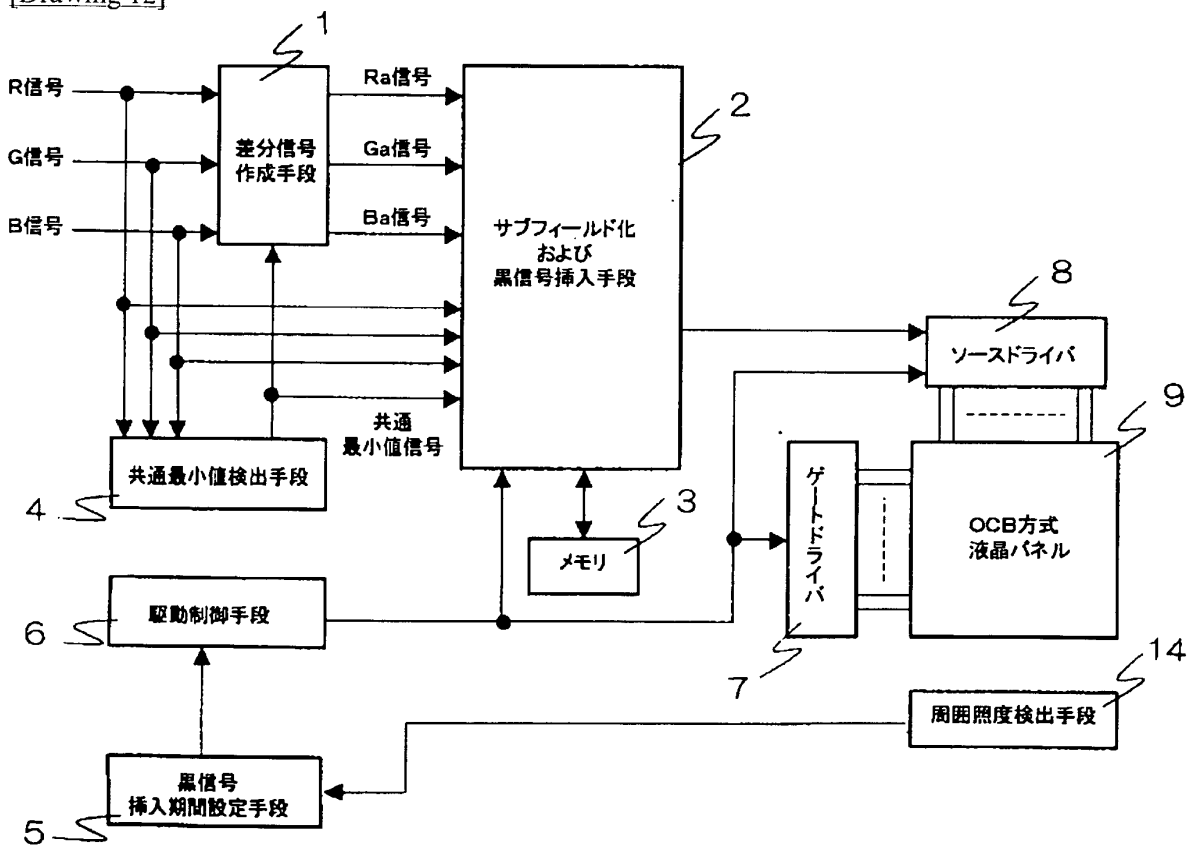 [Drawing 12]
1
R信号
Ra信号
2
G信号
差分信号
作成手段
Ga信号
B信号
Ba信号
サブフィールド化
および
黒信号挿入手段
8
ソースドライバ
共通
最小値信号
9
共通最小値検出手段
4
3
メモリ
ゲートドライバ
OCB方式
液晶パネル
駆動制御手段
6
7
14
周囲照度検出手段
黒信号
挿入期間設定手段
5